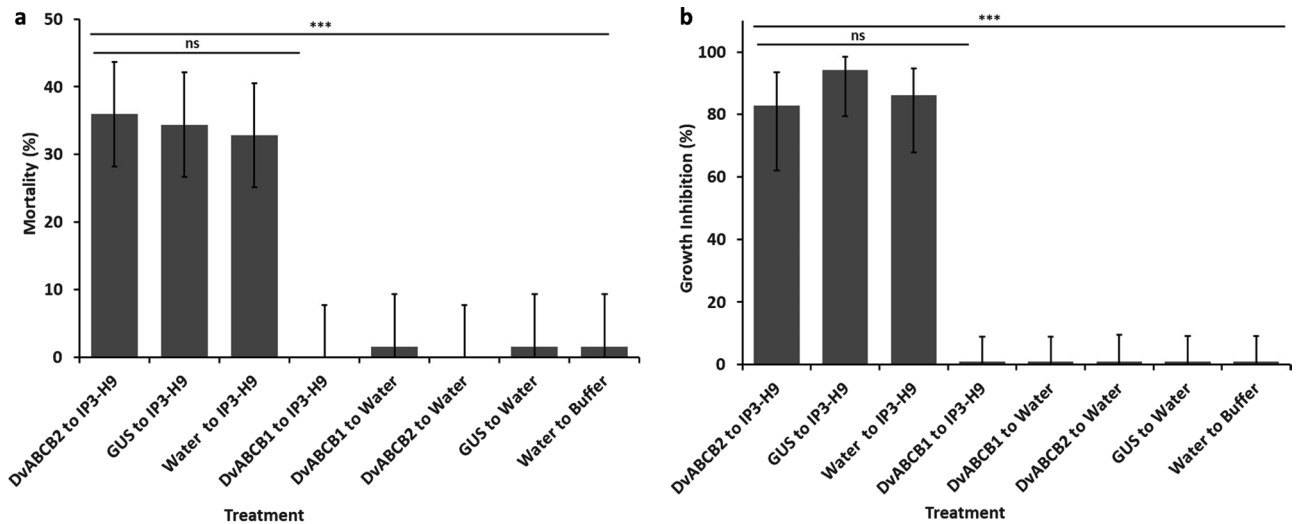 a
50
40
30
20
10
0
Mortality (%)
***
ns
DvABCB2 to IP3-H9
GUS to IP3-H9
Water to IP3-H9
DvABCB1 to IP3-H9
DvABCB1 to Water
DvABCB2 to Water
GUS to Water
Water to Buffer
Treatment
b
100
80
60
40
20
0
Growth Inhibition (%)
***
ns
DvABCB2 to IP3-H9
GUS to IP3-H9
Water to IP3-H9
DvABCB1 to IP3-H9
DvABCB1 to Water
DvABCB2 to Water
GUS to Water
Water to Buffer
Treatment